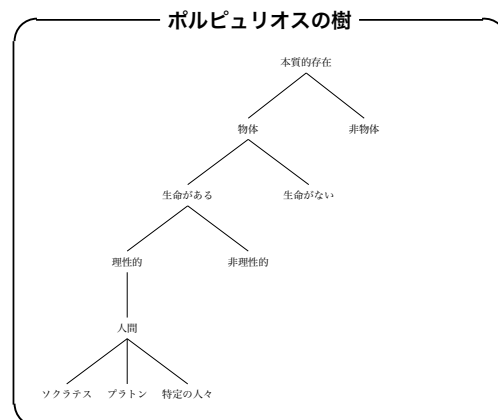 ポルピュリオスの樹
本質的存在
物体 非物体
生命がある 生命がない
理性的 非理性的
人間
ソクラテス プラトン 特定の人々